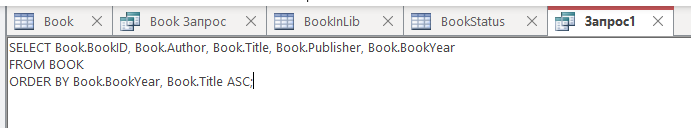 Book Book Запрос BookInLib BookStatus Запрос1
SELECT Book.BookID, Book.Author, Book.Title, Book.Publisher, Book.BookYear
FROM BOOK
ORDER BY Book.BookYear, Book.Title ASC;